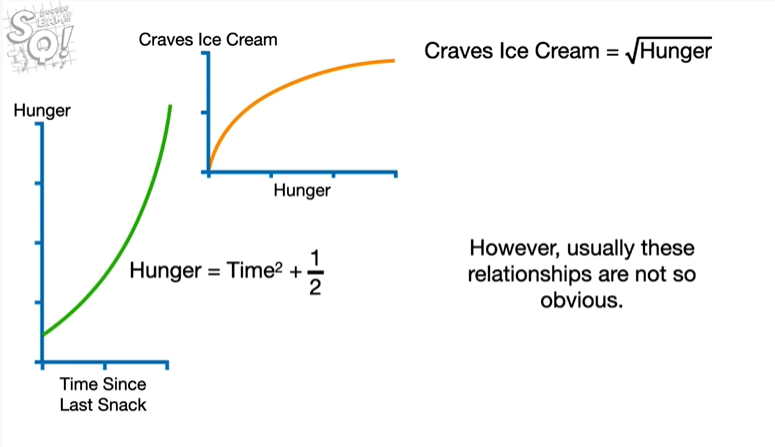 SQ!
Craves Ice Cream
Craves Ice Cream = √Hunger
Hunger
Hunger
Hunger = Time² + 1/2
However, usually these
relationships are not so
obvious.
Time Since
Last Snack